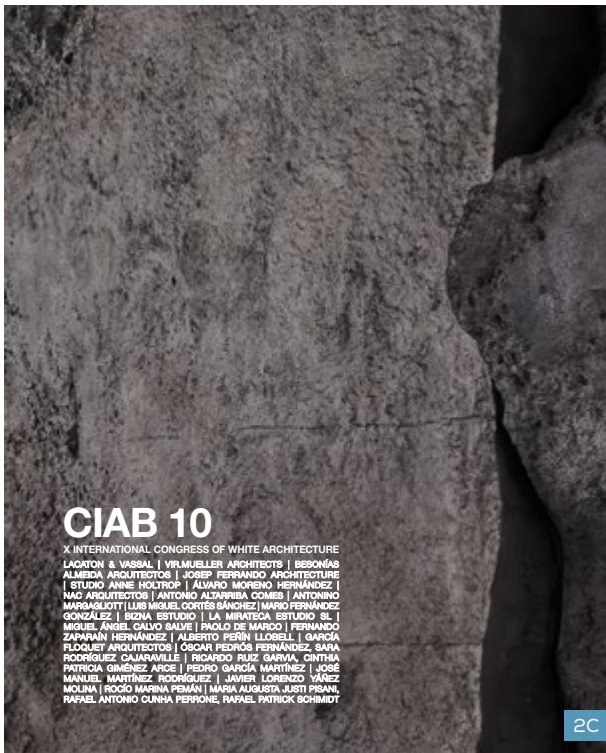 CIAB 10
X INTERNATIONAL CONGRESS OF WHITE ARCHITECTURE
LACATON & VASSAL | VIR.MUELLER ARCHITECTS | BESONÍAS
ALMEIDA ARQUITECTOS | JOSEP FERRANDO ARCHITECTURE
| STUDIO ANNE HOLTROP | ÁLVARO MORENO HERNÁNDEZ |
NAC ARQUITECTOS | ANTONIO ALTARRIBA COMES | ANTONINO
MARGAGLIOTT | LUIS MIGUEL CORTÉS SÁNCHEZ | MARIO FERNÁNDEZ
GONZÁLEZ | BIZNA ESTUDIO | LA MIRATECA ESTUDIO SL |
MIGUEL ÁNGEL CALVO SALVE | PAOLO DE MARCO | FERNANDO
ZAPARAÍN HERNÁNDEZ | ALBERTO PEÑÍN LLOBELL | GARCÍA
FLOQUET ARQUITECTOS | ÓSCAR PEDRÓS FERNÁNDEZ, SARA
RODRÍGUEZ CAJARAVILLE | RICARDO RUIZ GARVIA, CINTHIA
PATRICIA GIMÉNEZ ARCE | PEDRO GARCÍA MARTÍNEZ | JOSÉ
MANUEL MARTÍNEZ RODRÍGUEZ | JAVIER LORENZO YÁÑEZ
MOLINA | ROCÍO MARINA PEMÁN | MARIA AUGUSTA JUSTI PISANI,
RAFAEL ANTONIO CUNHA PERRONE, RAFAEL PATRICK SCHIMIDT
2C